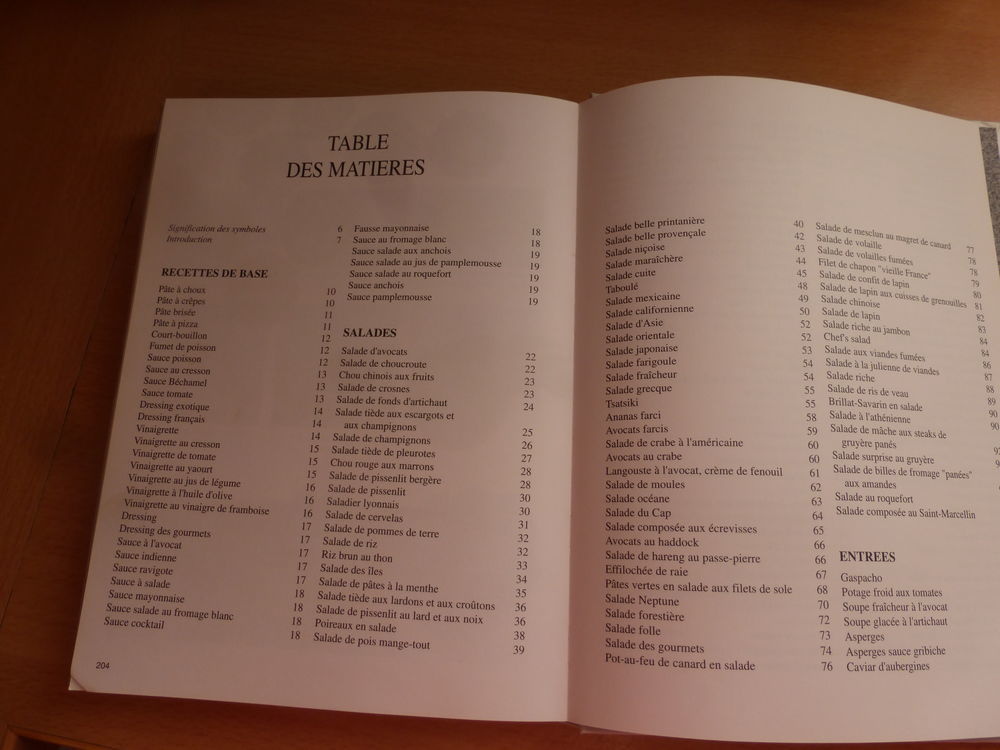 TABLE
DES MATIERES
Signification des symboles 6
Introduction 7
RECETTES DE BASE
Pâte à choux 10
Pâte à crêpes 10
Pâte brisée 11
Pâte à pizza 11
Court-bouillon 12
Fumet de poisson 12
Sauce poisson 12
Sauce au cresson 13
Sauce Béchamel 13
Sauce tomate 13
Dressing exotique 14
Dressing français 14
Vinaigrette 14
Vinaigrette au cresson 15
Vinaigrette de tomate 15
Vinaigrette au yaourt 15
Vinaigrette au jus de légume 16
Vinaigrette à l'huile d'olive 16
Vinaigrette au vinaigre de framboise 16
Dressing 17
Dressing des gourmets 17
Sauce à l'avocat 17
Sauce indienne 17
Sauce ravigote 17
Sauce à salade 18
Sauce mayonnaise 18
Sauce salade au fromage blanc 18
Sauce cocktail 18
204
Fausse mayonnaise 18
Sauce au fromage blanc 18
Sauce salade aux anchois 19
Sauce salade au jus de pamplemousse 19
Sauce salade au roquefort 19
Sauce anchois 19
Sauce pamplemousse 19
SALADES
Salade d'avocats 22
Salade de choucroute 22
Chou chinois aux fruits 23
Salade de crosnes 23
Salade de fonds d'artichaut 24
Salade tiède aux escargots et
aux champignons 25
Salade de champignons 26
Salade tiède de pleurotes 27
Chou rouge aux marrons 28
Salade de pissenlit bergère 28
Salade de pissenlit 30
Saladier lyonnais 30
Salade de cervelas 31
Salade de pommes de terre 32
Salade de riz 32
Riz brun au thon 33
Salade des îles 34
Salade de pâtes à la menthe 35
Salade tiède aux lardons et aux croûtons 36
Salade de pissenlit au lard et aux noix 36
Poireaux en salade 38
Salade de pois mange-tout 39
Salade belle printanière 40
Salade belle provençale 42
Salade niçoise 43
Salade maraîchère 44
Salade cuite 45
Taboulé 48
Salade mexicaine 49
Salade californienne 50
Salade d'Asie 52
Salade orientale 52
Salade japonaise 53
Salade farigoule 54
Salade fraîcheur 54
Salade grecque 55
Tsatsiki 55
Ananas farci 58
Avocats farcis 59
Salade de crabe à l'américaine 60
Avocats au crabe 60
Langouste à l'avocat, crème de fenouil 61
Salade de moules 62
Salade océane 63
Salade du Cap 64
Salade composée aux écrevisses 65
Avocats au haddock 66
Salade de hareng au passe-pierre 66
Effilochée de raie 67
Pâtes vertes en salade aux filets de sole 68
Salade Neptune 70
Salade forestière 72
Salade folle 73
Salade des gourmets 74
Pot-au-feu de canard en salade 76
Salade de mesclun au magret de canard 77
Salade de volaille 78
Salade de volailles fumées 78
Filet de chapon "vieille France" 79
Salade de confit de lapin 80
Salade de lapin aux cuisses de grenouilles 81
Salade chinoise 82
Salade de lapin 83
Salade riche au jambon 84
Chef's salad 84
Salade aux viandes fumées 86
Salade à la julienne de viandes 87
Salade riche 88
Salade de ris de veau 89
Brillat-Savarin en salade 90
Salade à l'athénienne 90
Salade de mâche aux steaks de
gruyère panés
Salade surprise au gruyère
Salade de billes de fromage "panées"
aux amandes
Salade au roquefort
Salade composée au Saint-Marcellin
ENTREES
Gaspacho
Potage froid aux tomates
Soupe fraîcheur à l'avocat
Soupe glacée à l'artichaut
Asperges
Asperges sauce gribiche
Caviar d'aubergines